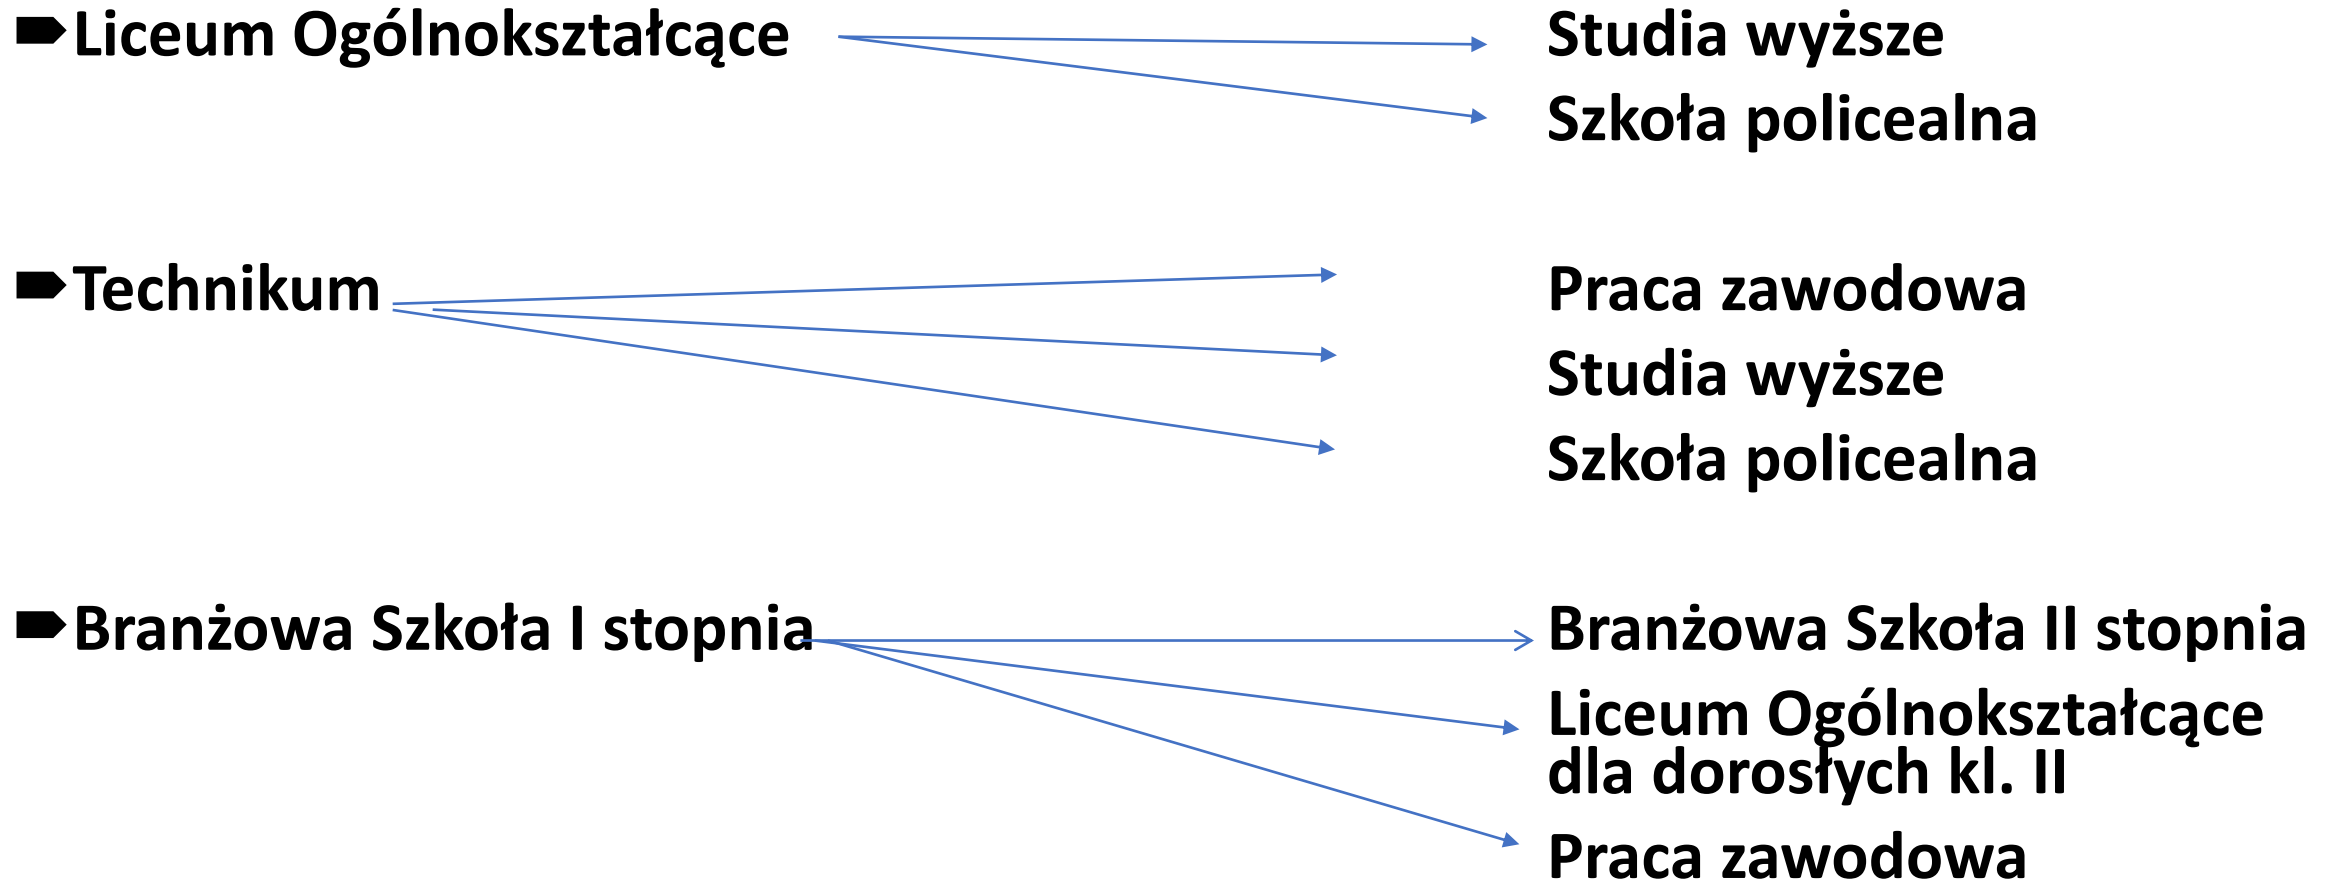 Liceum Ogólnokształcące
Studia wyższe
Szkoła policealna
Technikum
Praca zawodowa
Studia wyższe
Szkoła policealna
Branżowa Szkoła I stopnia
Branżowa Szkoła II stopnia
Liceum Ogólnokształcące
dla dorosłych kl. II
Praca zawodowa